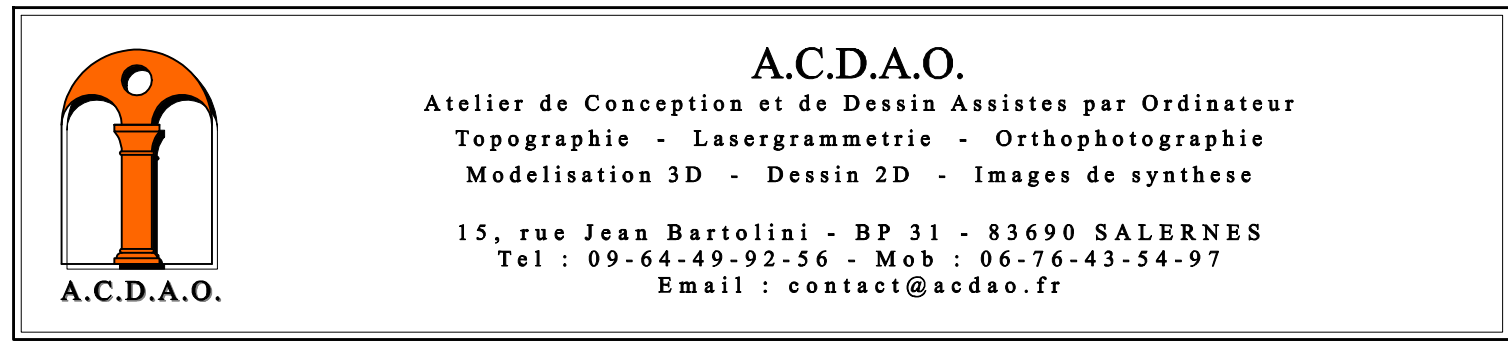 A.C.D.A.O.
Atelier de Conception et de Dessin Assistes par Ordinateur
Topographie - Lasergrammetrie - Orthophotographie
Modelisation 3D - Dessin 2D - Images de synthese
15, rue Jean Bartolini - BP 31 - 83690 SALERNES
Tel : 09-64-49-92-56 - Mob : 06-76-43-54-97
Email : contact@acdao.fr
A.C.D.A.O.